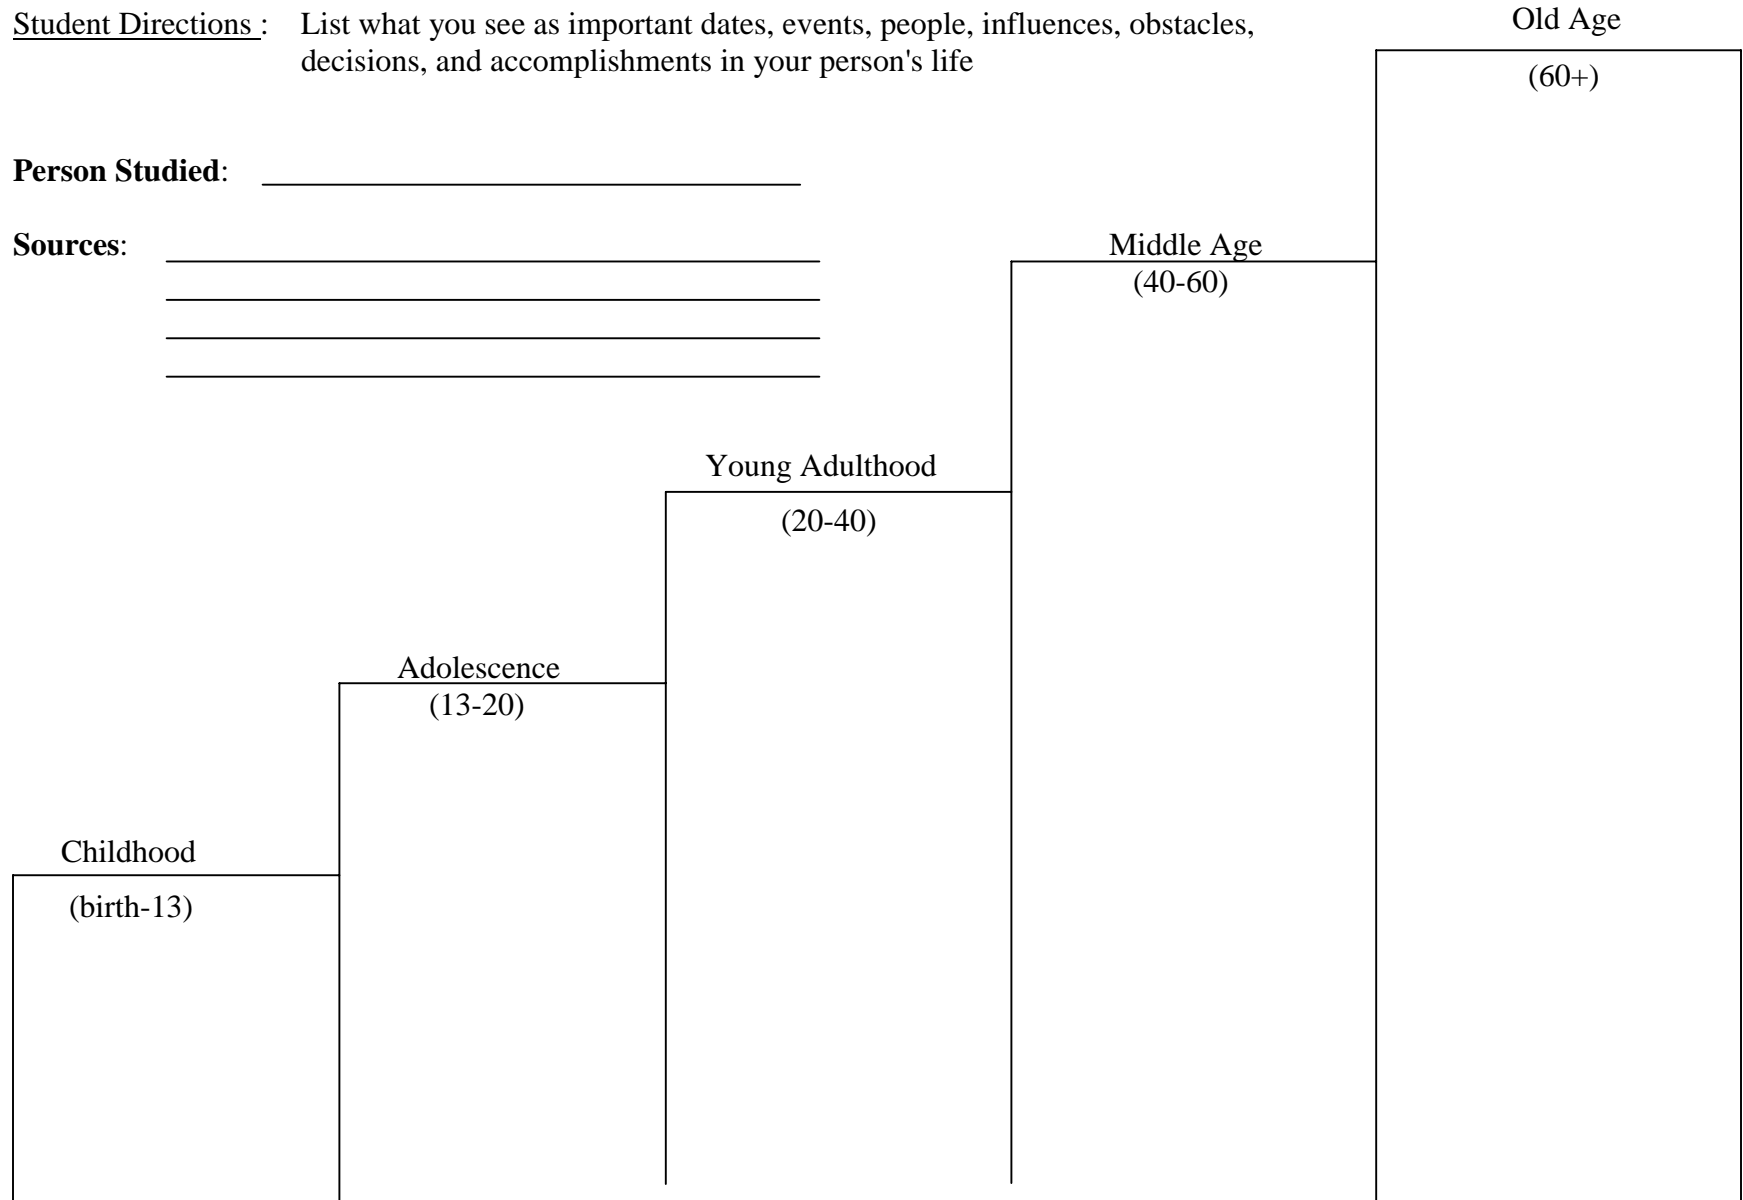 Student Directions : List what you see as important dates, events, people, influences, obstacles,
decisions, and accomplishments in your person's life
Person Studied:
Sources:
Old Age
(60+)
Middle Age
(40-60)
Young Adulthood
(20-40)
Adolescence
(13-20)
Childhood
(birth-13)